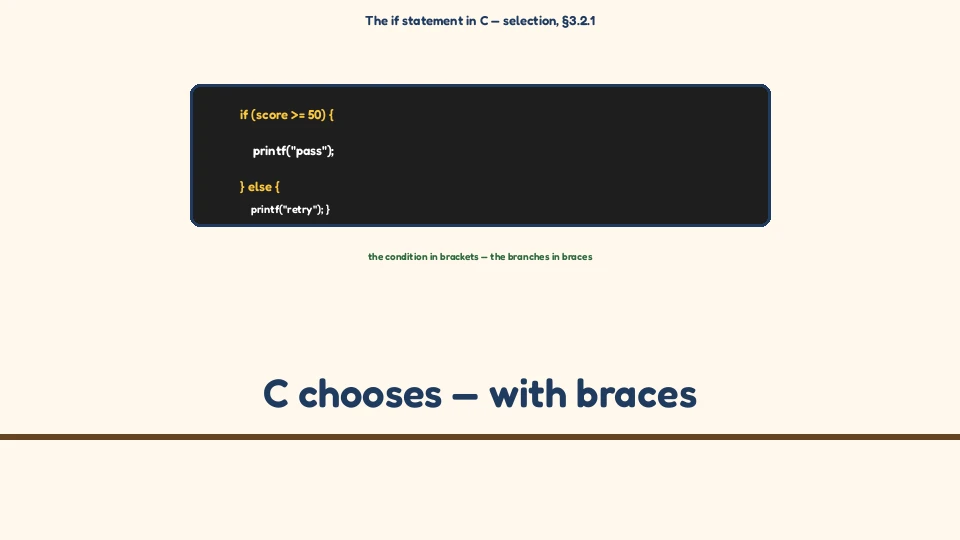 The if statement in C — selection, §3.2.1
if (score >= 50) {
printf("pass");
} else {
printf("retry"); }
the condition in brackets — the branches in braces
C chooses — with braces